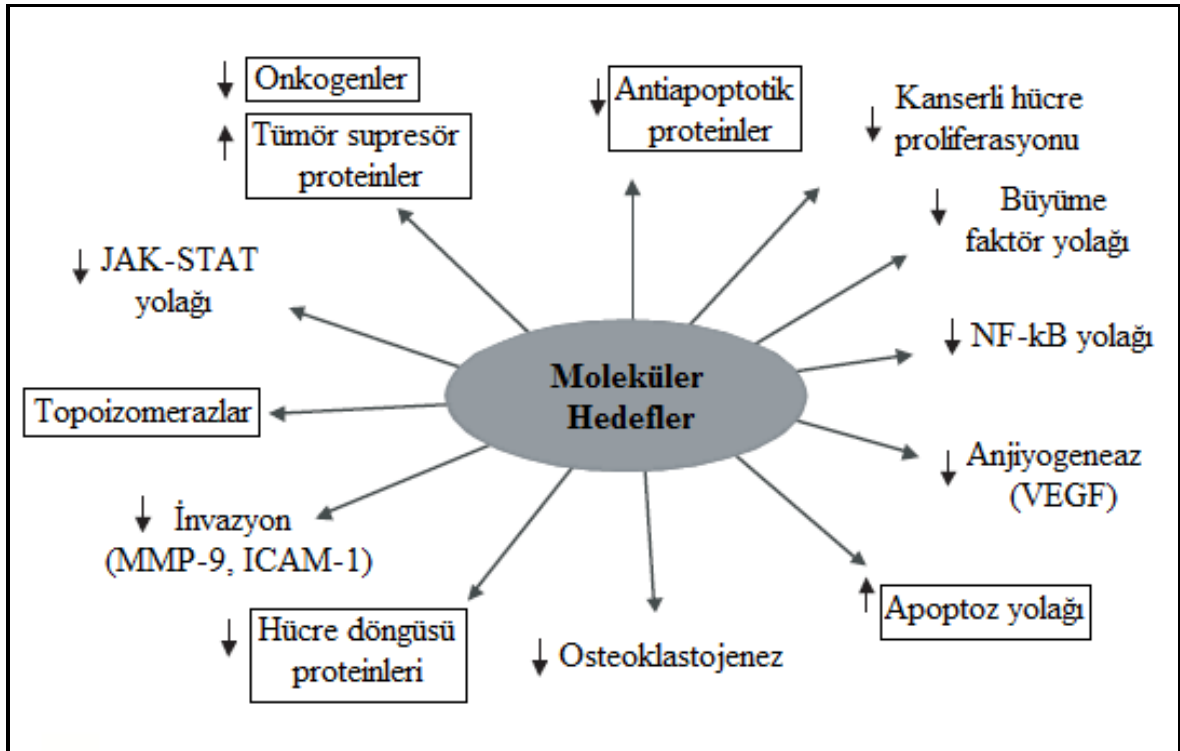 ↓ Onkogenler
↑ Tümör supresör
proteinler
↓ Antiapoptotik
proteinler
↓ Kanserli hücre
proliferasyonu
↓ Büyüme
faktör yolağı
↓ JAK-STAT
yolağı
↓ NF-kB yolağı
Moleküler
Hedefler
Topoizomerazlar
↓ Anjiyogeneaz
(VEGF)
↓ İnvazyon
(MMP-9, ICAM-1)
↑ Apoptoz yolağı
↓ Hücre döngüsü
proteinleri
↓ Osteoklastojenez